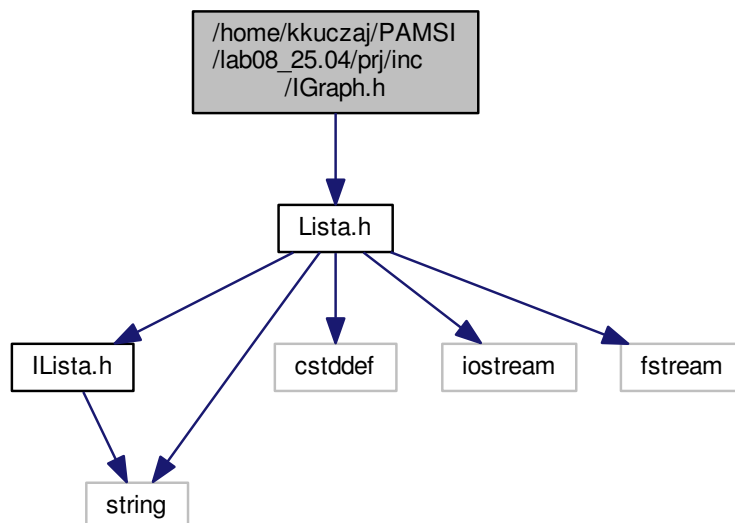 /home/kkuczaj/PAMSI
/lab08_25.04/prj/inc
/IGraph.h
Lista.h
ILista.h
cstddef
iostream
fstream
string